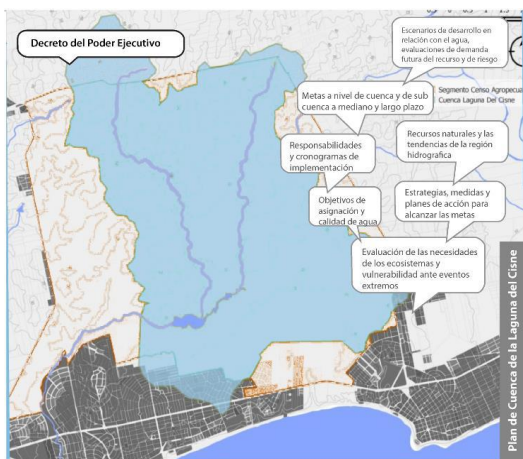 Decreto del Poder Ejecutivo
Escenarios de desarrollo en
relación con el agua,
evaluaciones de demanda
futura del recurso y de riesgo
Metas a nivel de cuenca y de sub
cuenca a mediano y largo plazo
Segmento Censo Agropecua
Cuenca Laguna Del Cisne
Responsabilidades
y cronogramas de
implementación
Recursos naturales y las
tendencias de la región
hidrografica
Objetivos de
asignación y
calidad de agua
Estrategias, medidas y
planes de acción para
alcanzar las metas
Evaluación de las necesidades
de los ecosistemas y
vulnerabilidad ante eventos
extremos
Plan de Cuenca de la Laguna del Cisne